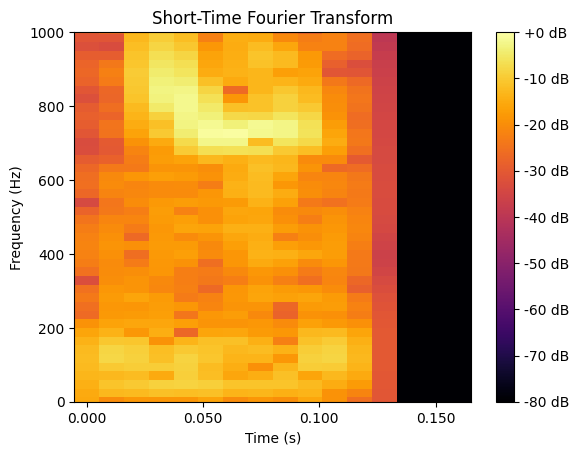 Short-Time Fourier Transform
1000
800
600
400
200
0
Frequency (Hz)
0.000
0.050
0.100
0.150
Time (s)
+0 dB
-10 dB
-20 dB
-30 dB
-40 dB
-50 dB
-60 dB
-70 dB
-80 dB